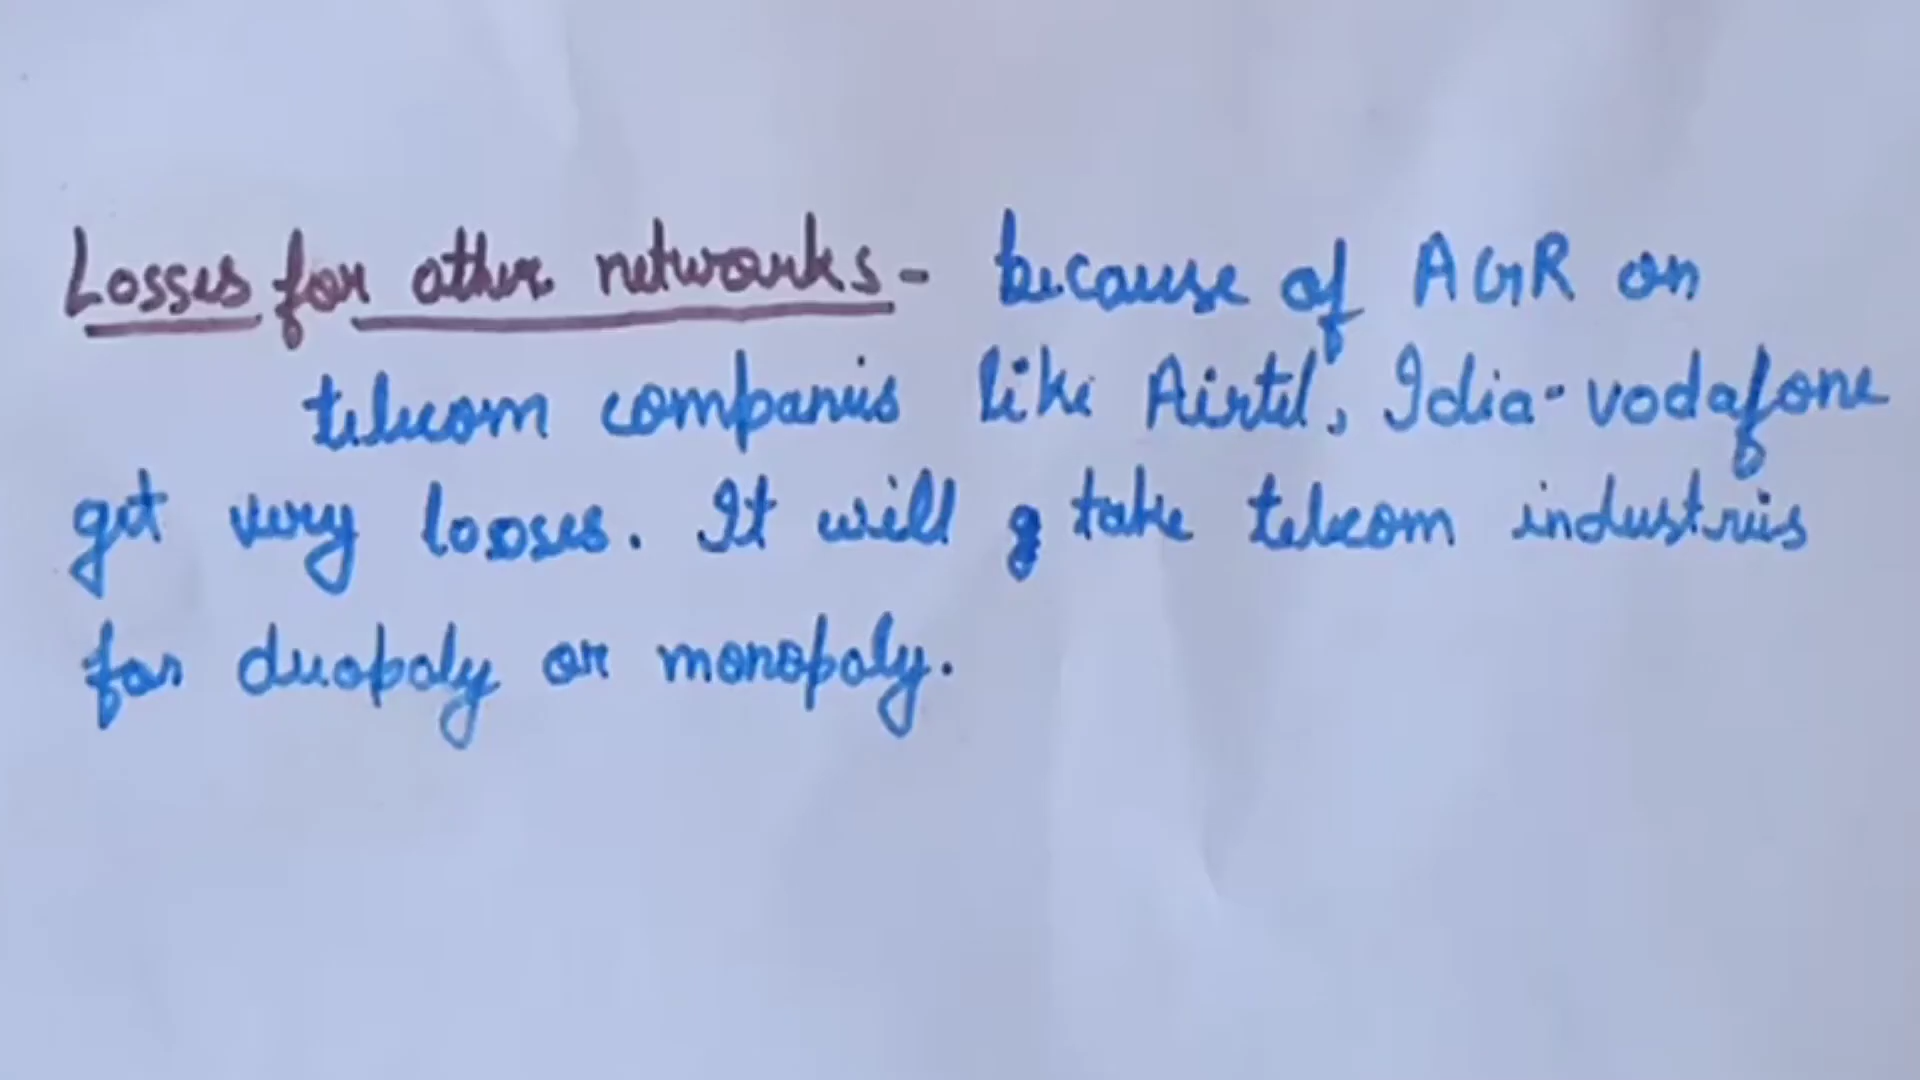 Losses for other networks - because of AGR on
telecom companies like Airtel, Idia-vodafone
get very looses. It will take telecom industries
for duopoly or monopoly.